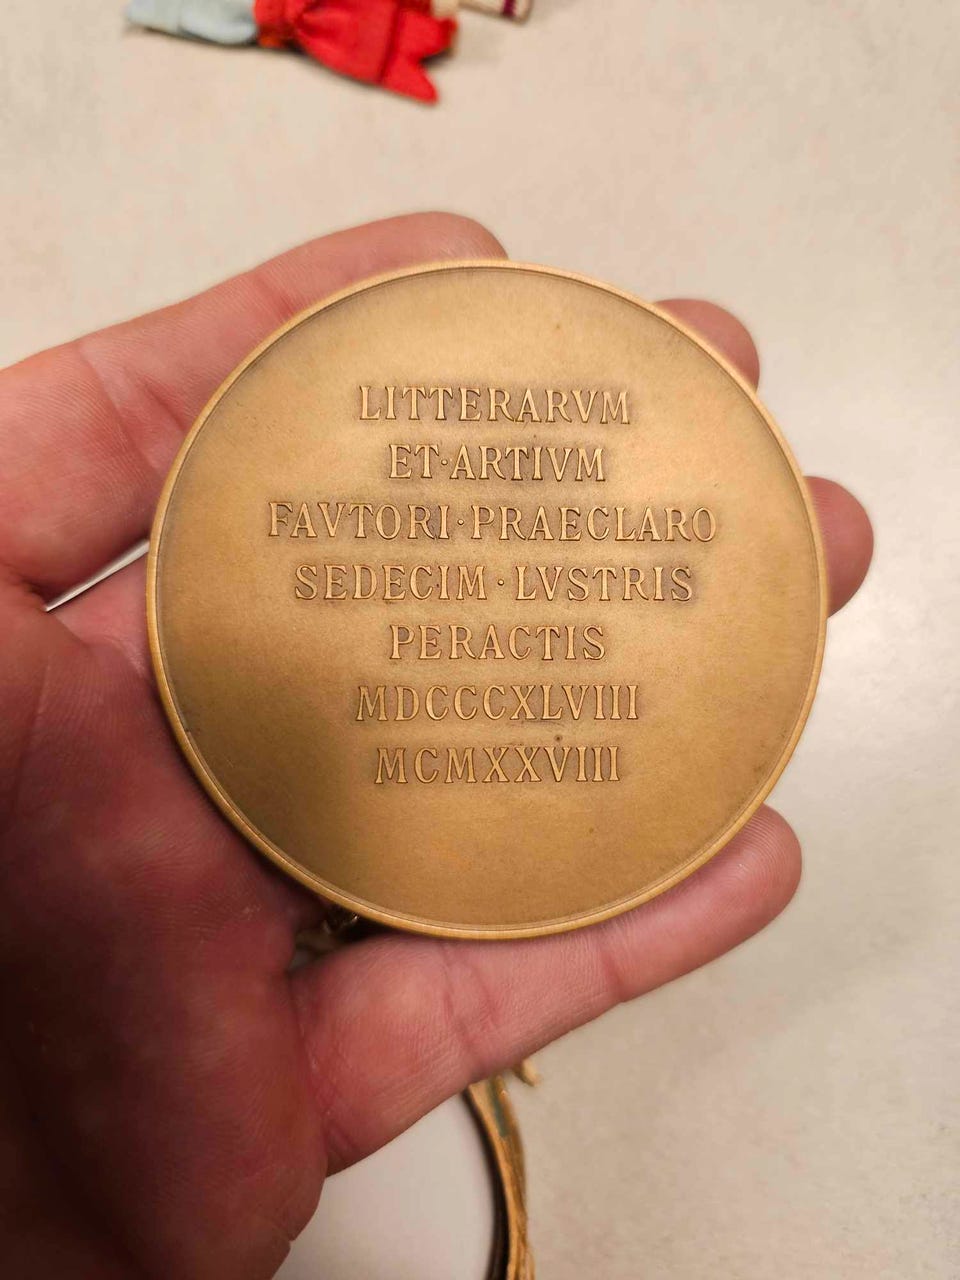 LITTERARVM
ET·ARTIVM
FAVTORI·PRAECLARO
SEDECIM·LVSTRIS
PERACTIS
MDCCCXLVIII
MCMXXVIII